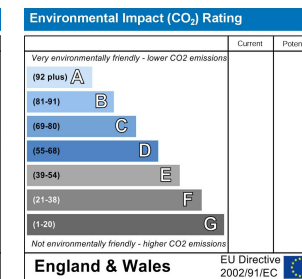 Environmental Impact (CO₂) Rating
Current
Very environmentally friendly - lower CO2 emissions
(92 plus) A
(81-91) B
(69-80) C
(55-68) D
(39-54) E
(21-38) F
(1-20) G
Not environmentally friendly - higher CO2 emissions
England & Wales
EU Directive
2002/91/EC